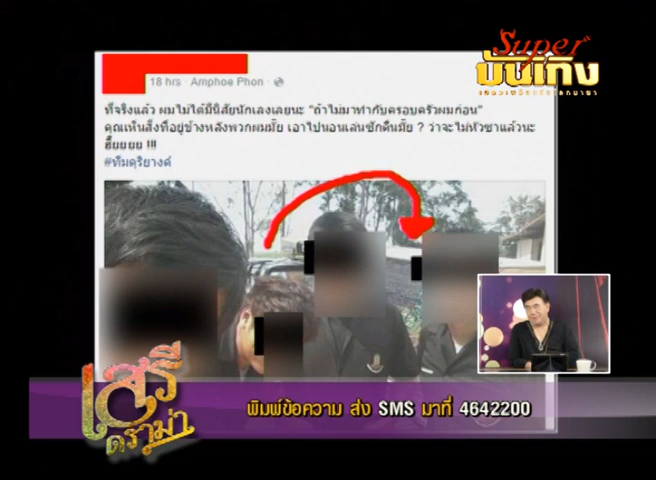 Super
บันเทิง
18 hrs · Amphoe Phon ·
ที่จริงแล้ว ผมไม่ได้มีนิสัยนักเลงเลยนะ "ถ้าไม่มาทำกับครอบครัวผมก่อน"
คุณเห็นสิ่งที่อยู่ข้างหลังพวกผมมั้ย เอาไปนอนเล่นซักคืนมั้ย ? ว่าจะไม่หัวซาแล้วนะ
ฮึ๊ยยยย !!!
#ทีมดุริยางค์
เสรี
ดราม่า
พิมพ์ข้อความ ส่ง SMS มาที่ 4642200